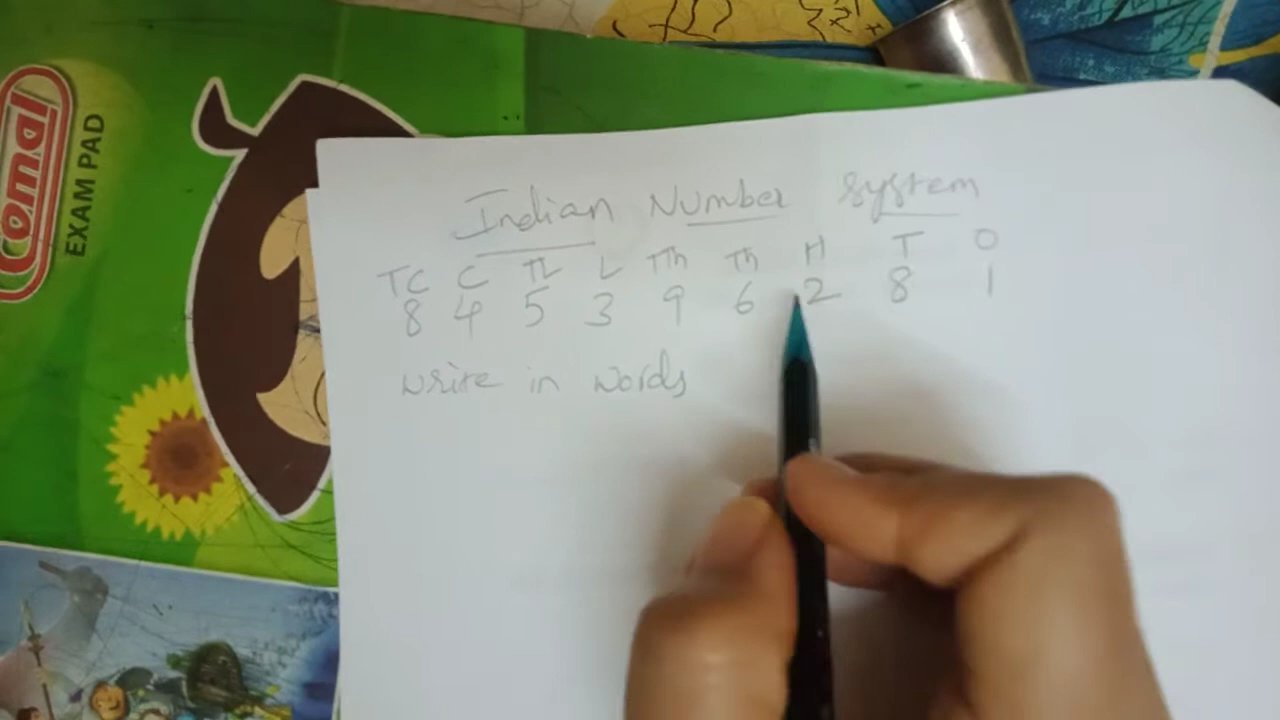 Coma
EXAM PAD
Indian Number System
TC C TL L TTh Th H T O
8 4 5 3 9 6 2 8 1
write in words